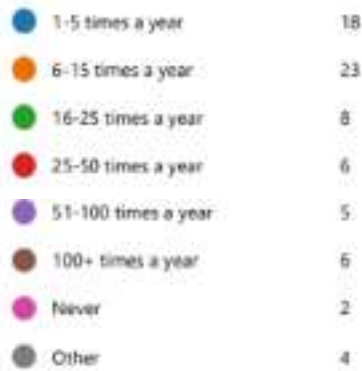 1-5 times a year 18
6-15 times a year 23
16-25 times a year 8
25-50 times a year 6
51-100 times a year 5
100+ times a year 6
Never 2
Other 4